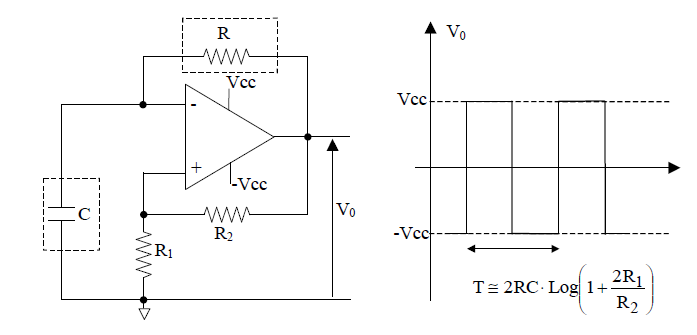 R
Vcc
-
+
-Vcc
C
R2
R1
V0
V0
Vcc
-Vcc
T ≅ 2RC · Log(1 + 2R1/R2)